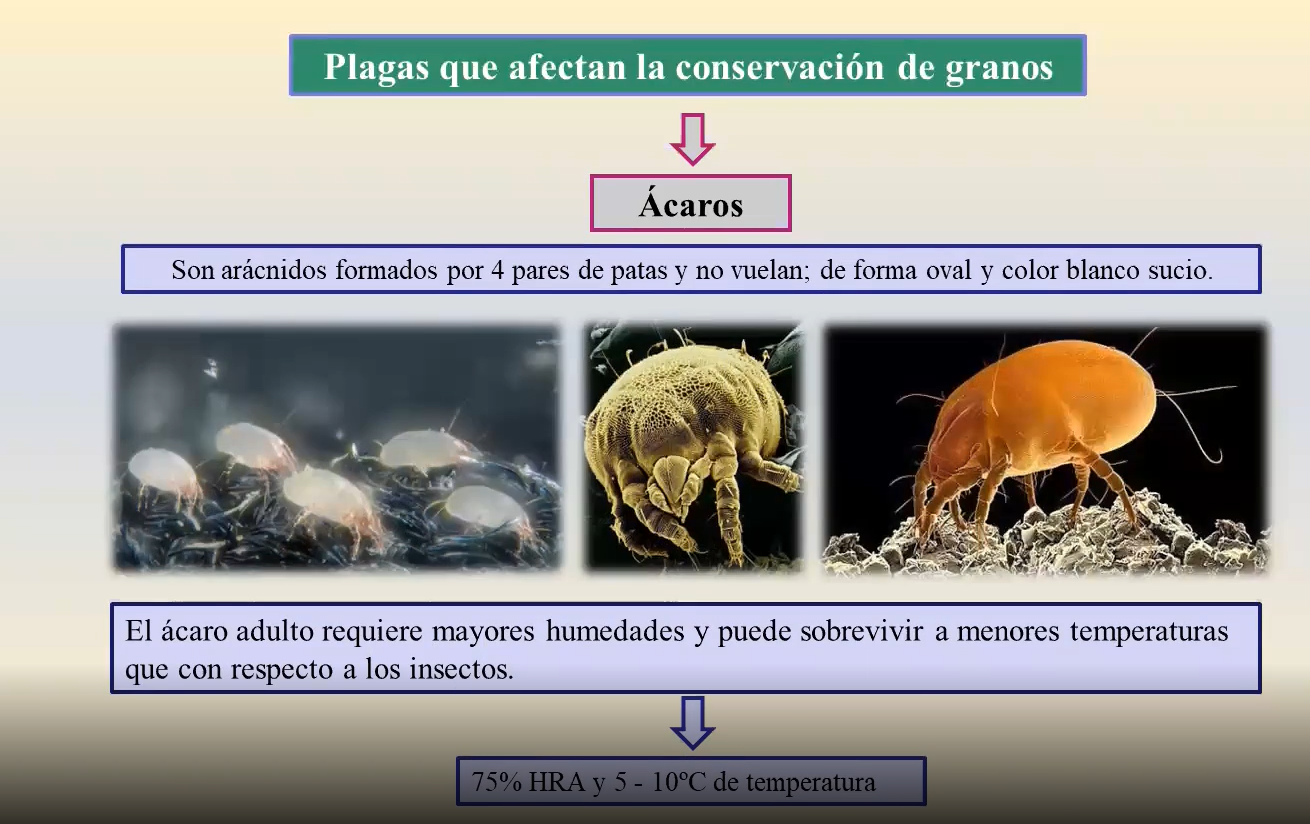 Plagas que afectan la conservación de granos
Ácaros
Son arácnidos formados por 4 pares de patas y no vuelan; de forma oval y color blanco sucio.
El ácaro adulto requiere mayores humedades y puede sobrevivir a menores temperaturas
que con respecto a los insectos.
75% HRA y 5 - 10ºC de temperatura